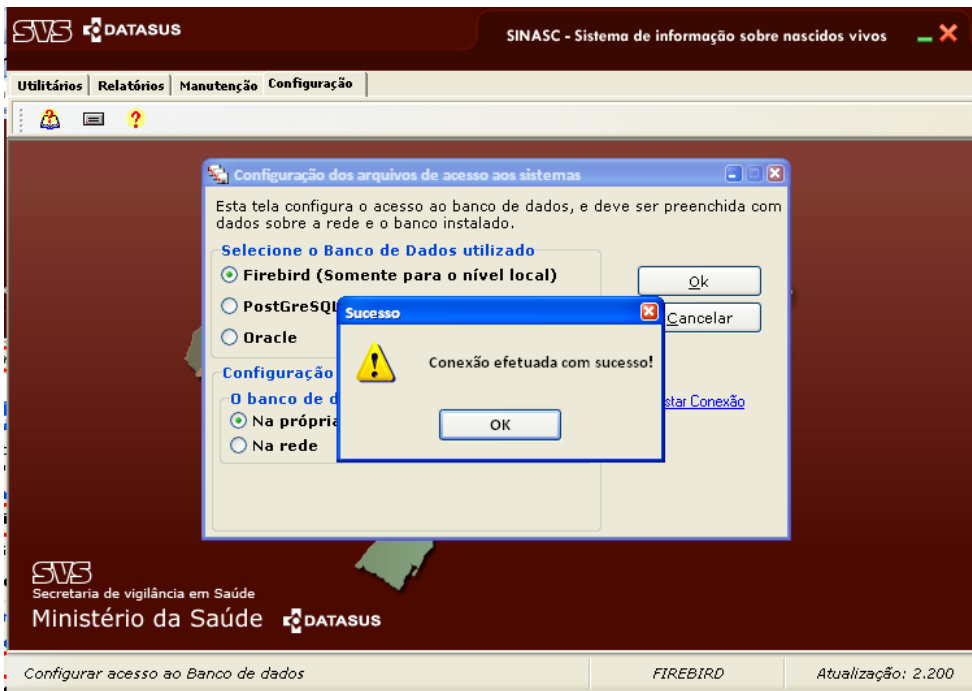 SVS DATASUS
SINASC - Sistema de informação sobre nascidos vivos
Utilitários Relatórios Manutenção Configuração
Configuração dos arquivos de acesso aos sistemas
Esta tela configura o acesso ao banco de dados, e deve ser preenchida com
dados sobre a rede e o banco instalado.
Selecione o Banco de Dados utilizado
Firebird (Somente para o nível local)
Ok
PostGreSQL
Sucesso
Cancelar
Oracle
Conexão efetuada com sucesso!
Configuração
O banco de d
star Conexão
Na própria
OK
Na rede
SVS
Secretaria de vigilância em Saúde
Ministério da Saúde DATASUS
Configurar acesso ao Banco de dados
FIREBIRD
Atualização: 2.200